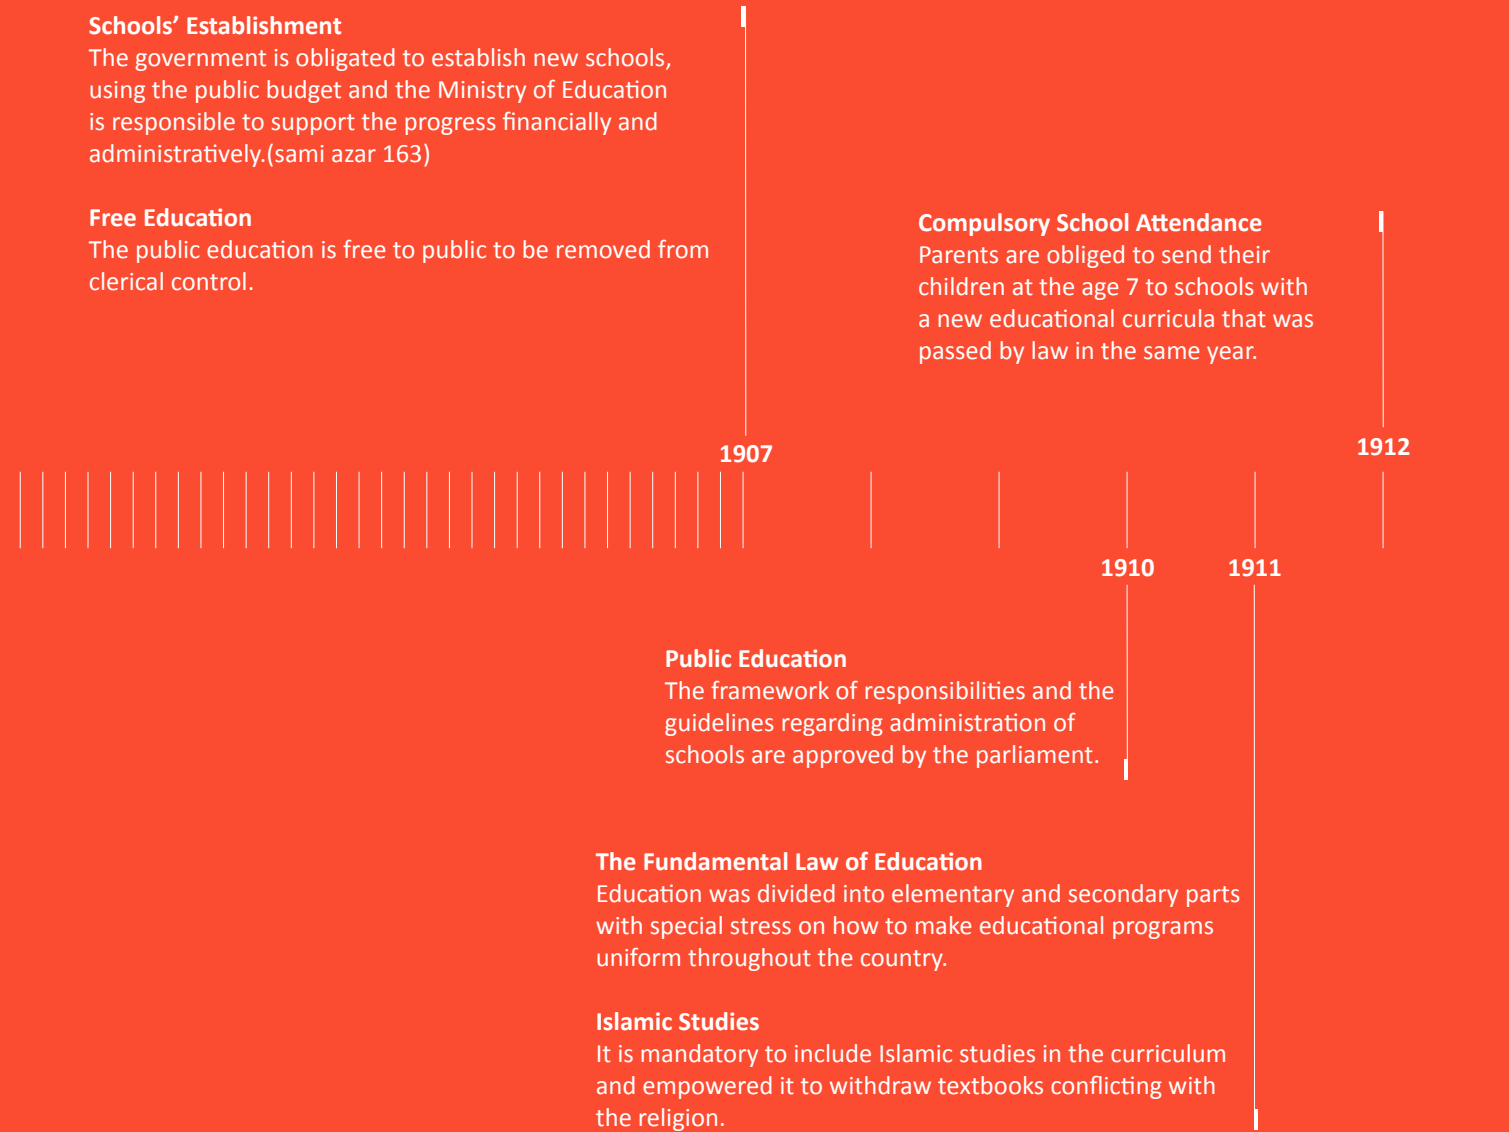 Schools’ Establishment
The government is obligated to establish new schools,
using the public budget and the Ministry of Education
is responsible to support the progress financially and
administratively.(sami azar 163)
Free Education
The public education is free to public to be removed from
clerical control.
Compulsory School Attendance
Parents are obliged to send their
children at the age 7 to schools with
a new educational curricula that was
passed by law in the same year.
1907
1912
1910
1911
Public Education
The framework of responsibilities and the
guidelines regarding administration of
schools are approved by the parliament.
The Fundamental Law of Education
Education was divided into elementary and secondary parts
with special stress on how to make educational programs
uniform throughout the country.
Islamic Studies
It is mandatory to include Islamic studies in the curriculum
and empowered it to withdraw textbooks conflicting with
the religion.